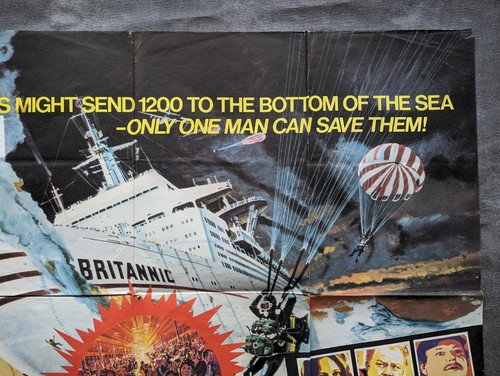 S MIGHT SEND 1200 TO THE BOTTOM OF THE SEA
-ONLY ONE MAN CAN SAVE THEM!
BRITANNIC